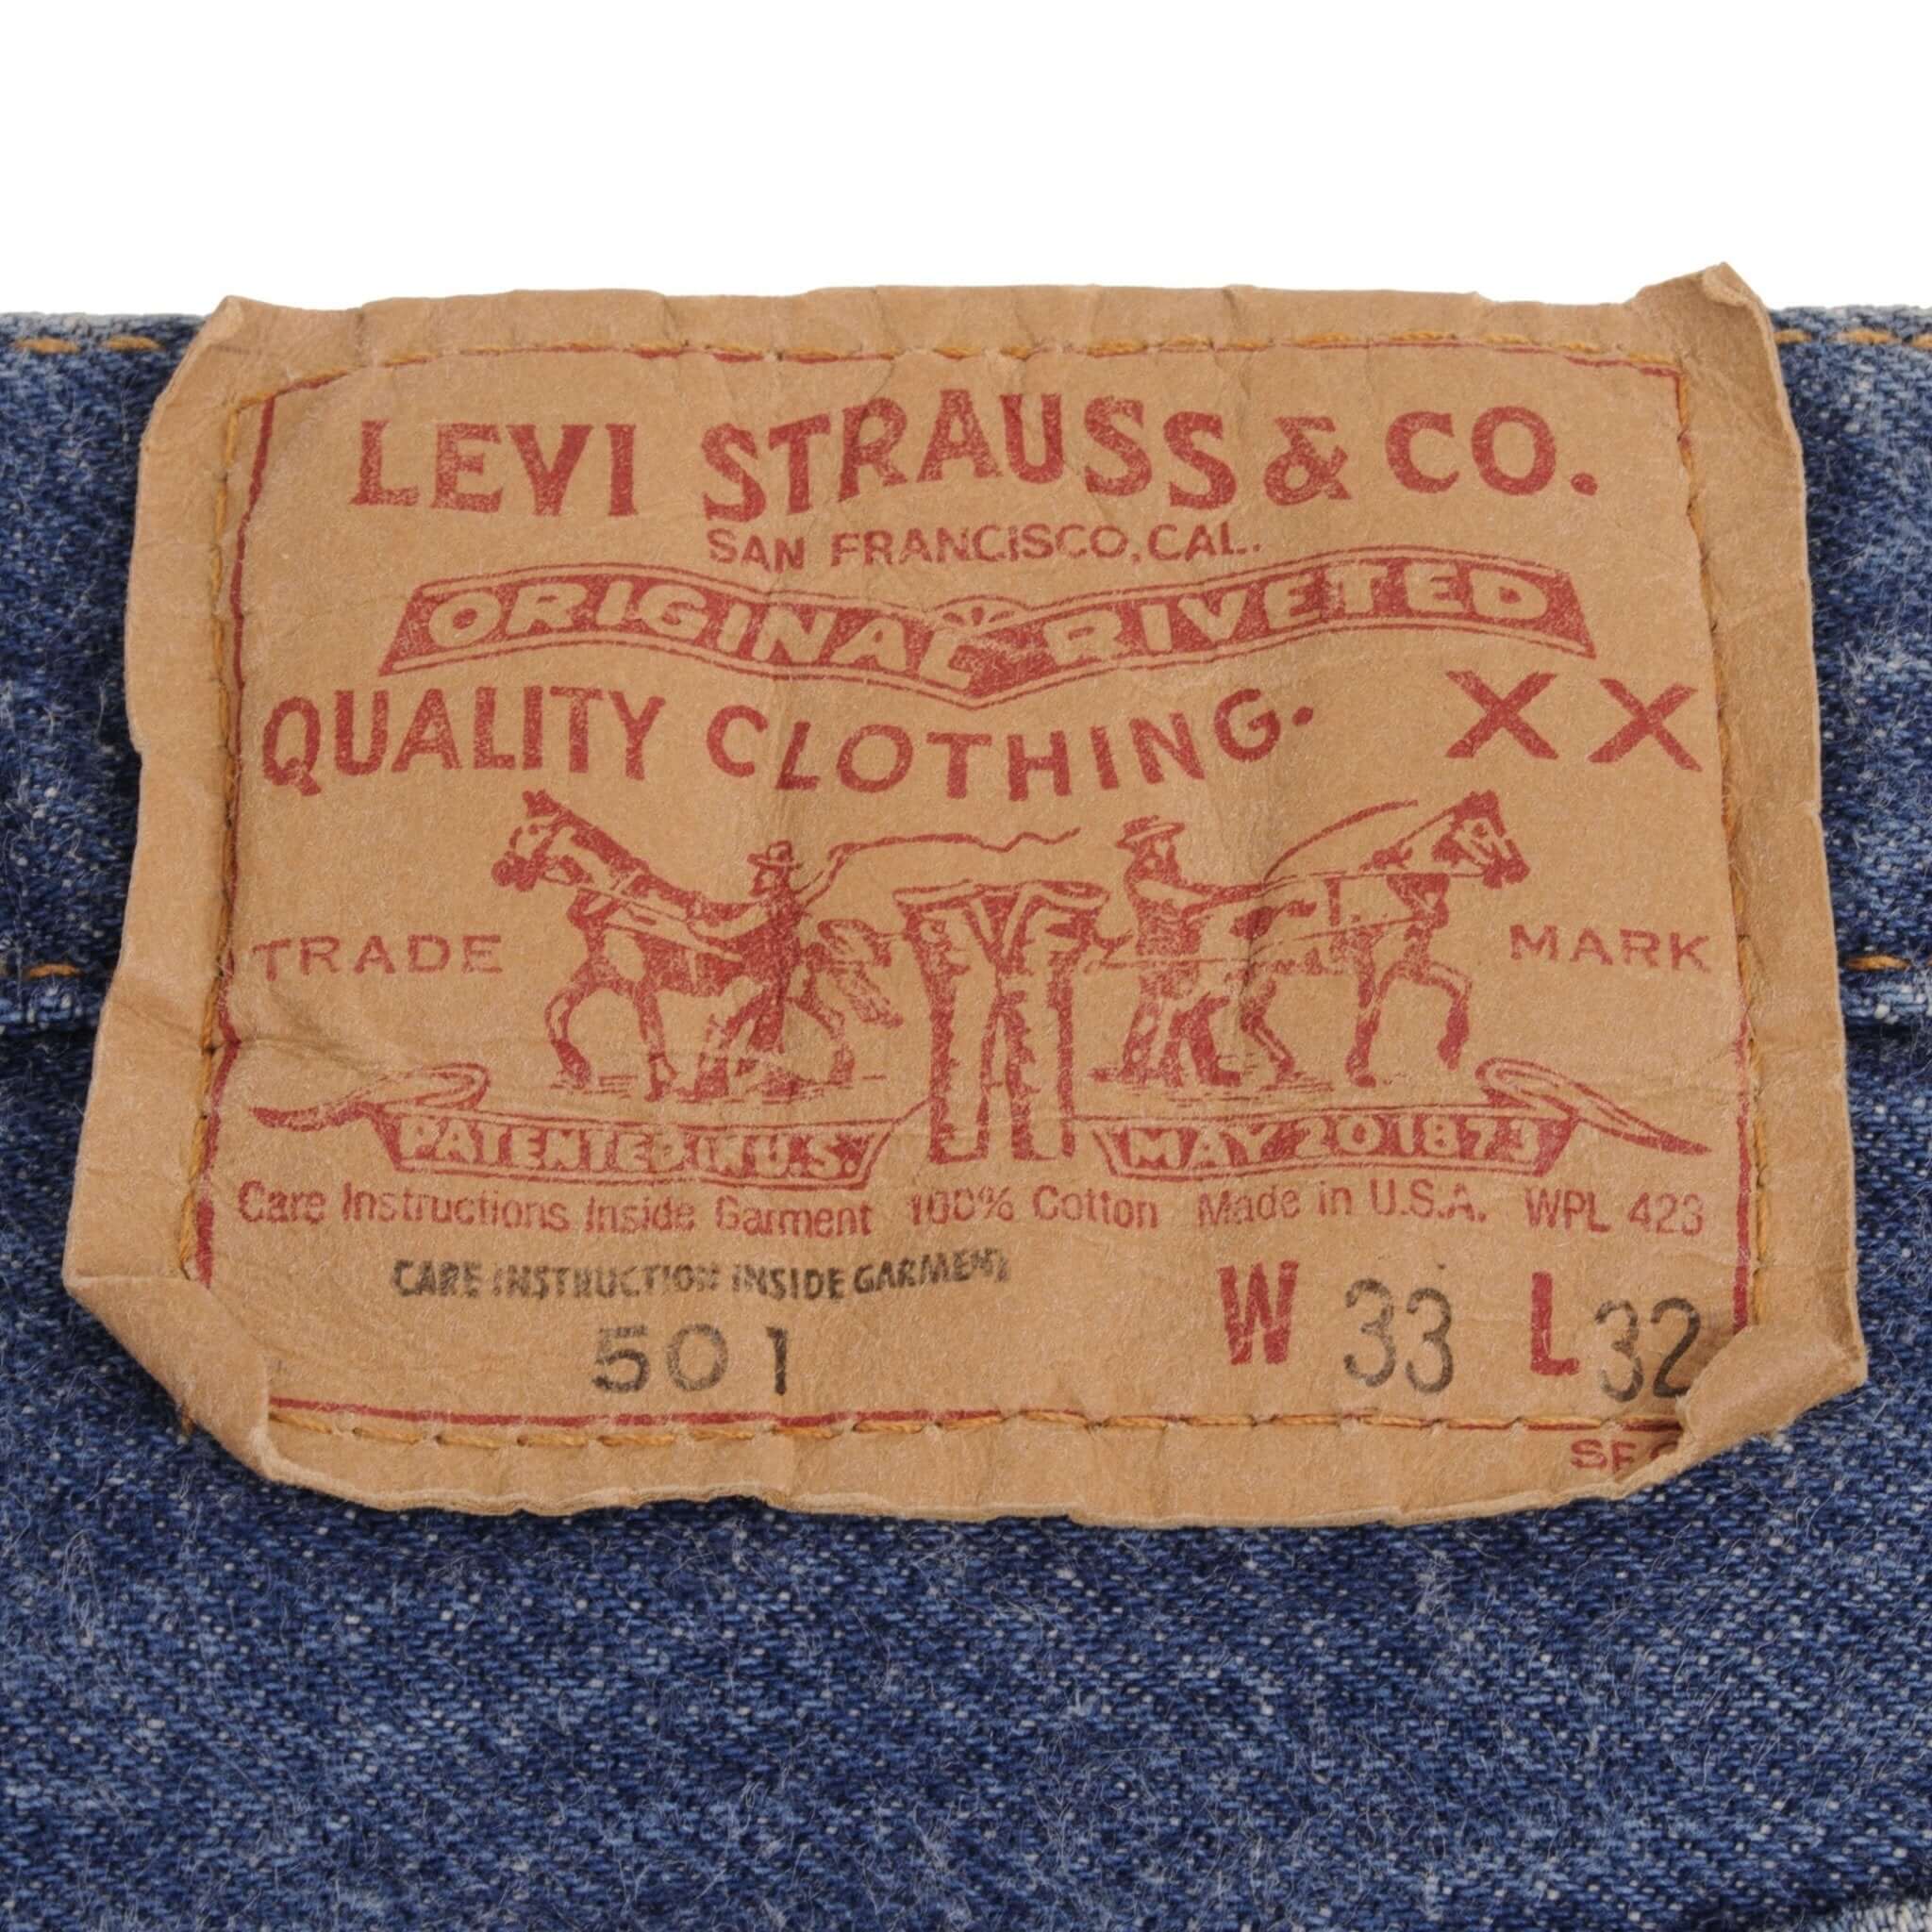 LEVI STRAUSS & CO.
SAN FRANCISCO, CAL.
ORIGINAL RIVETED
QUALITY CLOTHING. XX
TRADE MARK
PATENTED IN U.S. MAY 20 1873
Care Instructions Inside Garment 100% Cotton Made in U.S.A. WPL 423
CARE INSTRUCTION INSIDE GARMENT
501 W 33 L 32
SF